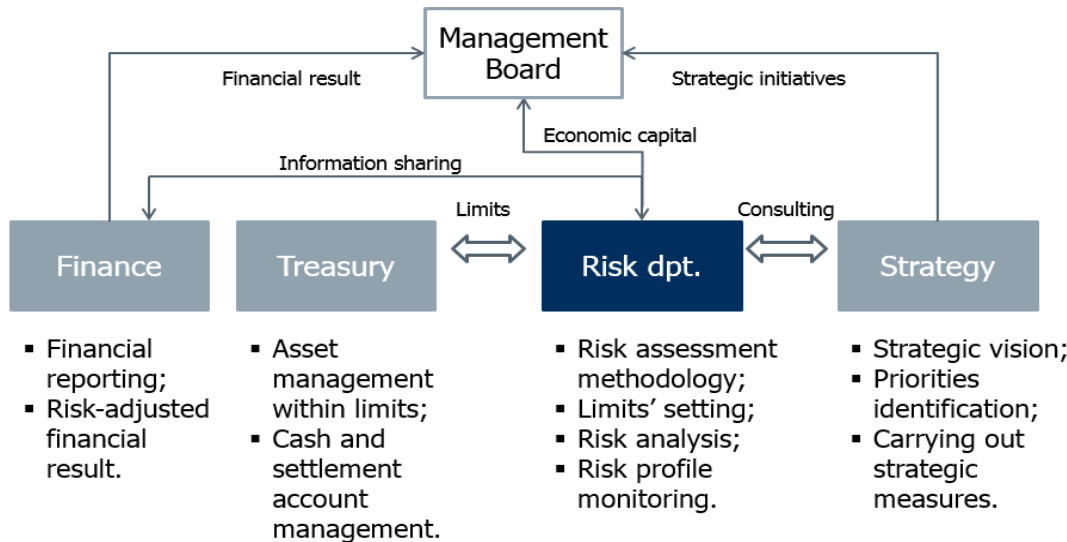 Management
Board
Financial result
Strategic initiatives
Economic capital
Information sharing
Limits
Consulting
Finance
Treasury
Risk dpt.
Strategy
▪ Financial
reporting;
▪ Risk-adjusted
financial
result.
▪ Asset
management
within limits;
▪ Cash and
settlement
account
management.
▪ Risk assessment
methodology;
▪ Limits’ setting;
▪ Risk analysis;
▪ Risk profile
monitoring.
▪ Strategic vision;
▪ Priorities
identification;
▪ Carrying out
strategic
measures.